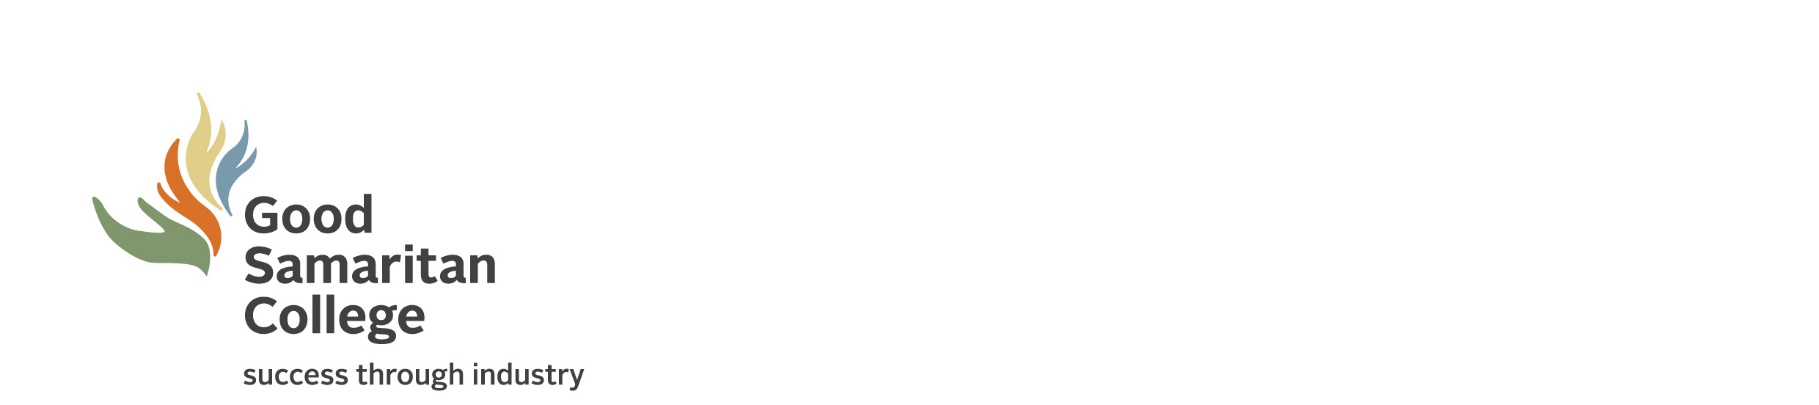 Good
Samaritan
College
success through industry